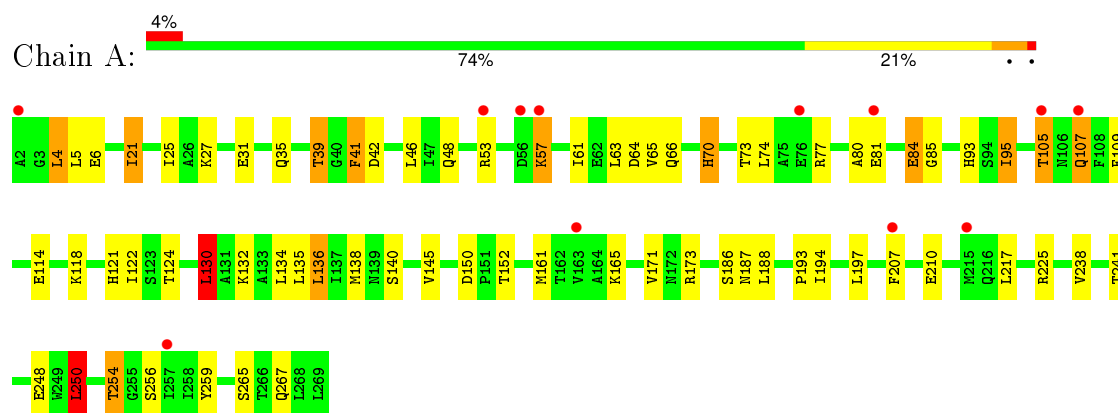 4%
Chain A:
74% 21% • •
A2 G3 L4 L5 E6 I21 I25 A26 K27 E31 Q35 T39 G40 F41 D42 L46 I47 Q48 R53 D56 K57 I61 E62 L63 D64 V65 Q66 H70 T73 L74 A75 E76 R77 A80 E81 E84 G85 H93 S94 I95 T105 N106 Q107 F108
E114 K118 H121 I122 S123 T124 L130 A131 K132 A133 L134 L135 L136 I137 M138 N139 S140 V145 D150 P151 T152 M161 T162 V163 A164 K165 V171 N172 R173 S186 N187 L188 P193 I194 L197 F207 E210 M215 Q216 L217 R225 V238 T241
E248 W249 L250 T254 G255 S256 I257 I258 Y259 S265 T266 Q267 L268 L269